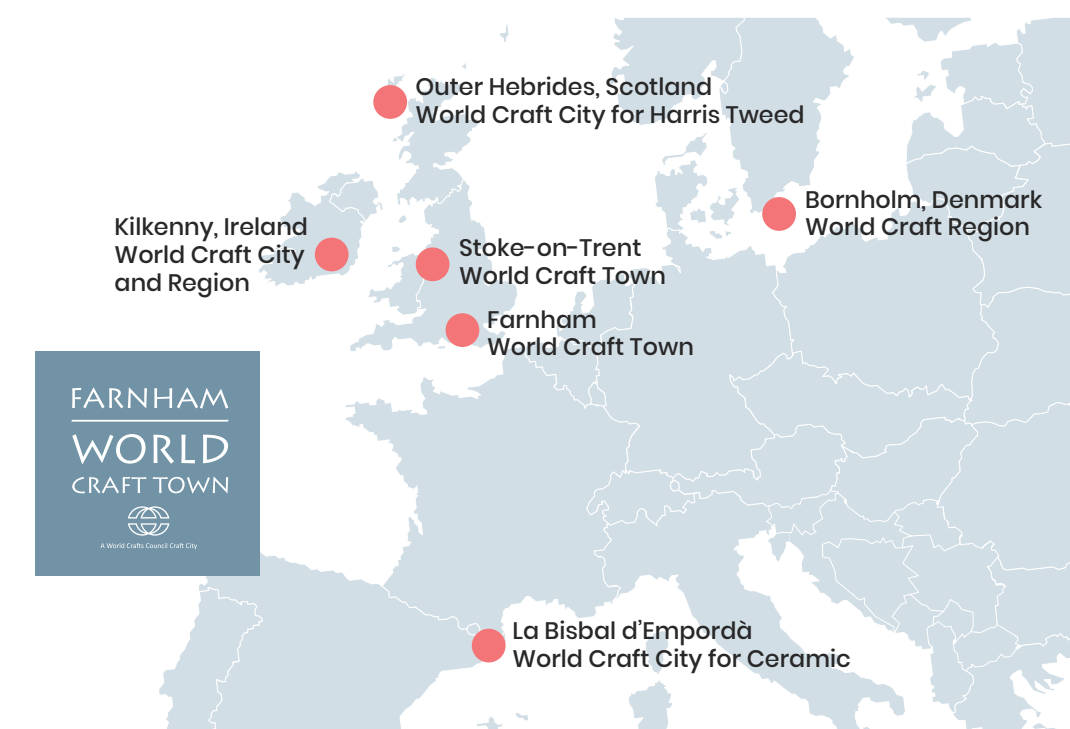 Outer Hebrides, Scotland
World Craft City for Harris Tweed
Bornholm, Denmark
World Craft Region
Kilkenny, Ireland
World Craft City
and Region
Stoke-on-Trent
World Craft Town
Farnham
World Craft Town
FARNHAM
WORLD
CRAFT TOWN
A World Crafts Council Craft City
La Bisbal d’Empordà
World Craft City for Ceramic